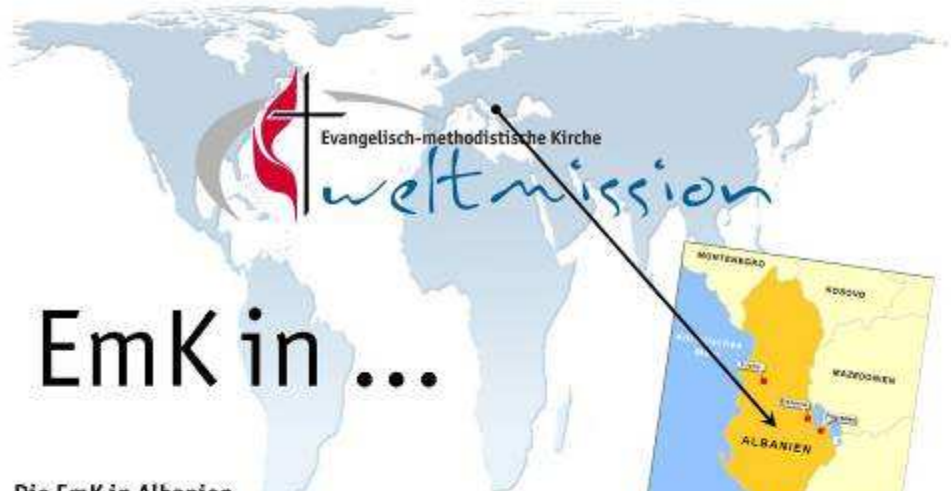 Evangelisch-methodistische Kirche
weltmission
EmK in ...
MONTENEGRO
KOSOVO
MAZEDONIEN
ALBANIEN
Die EmK in Albanien